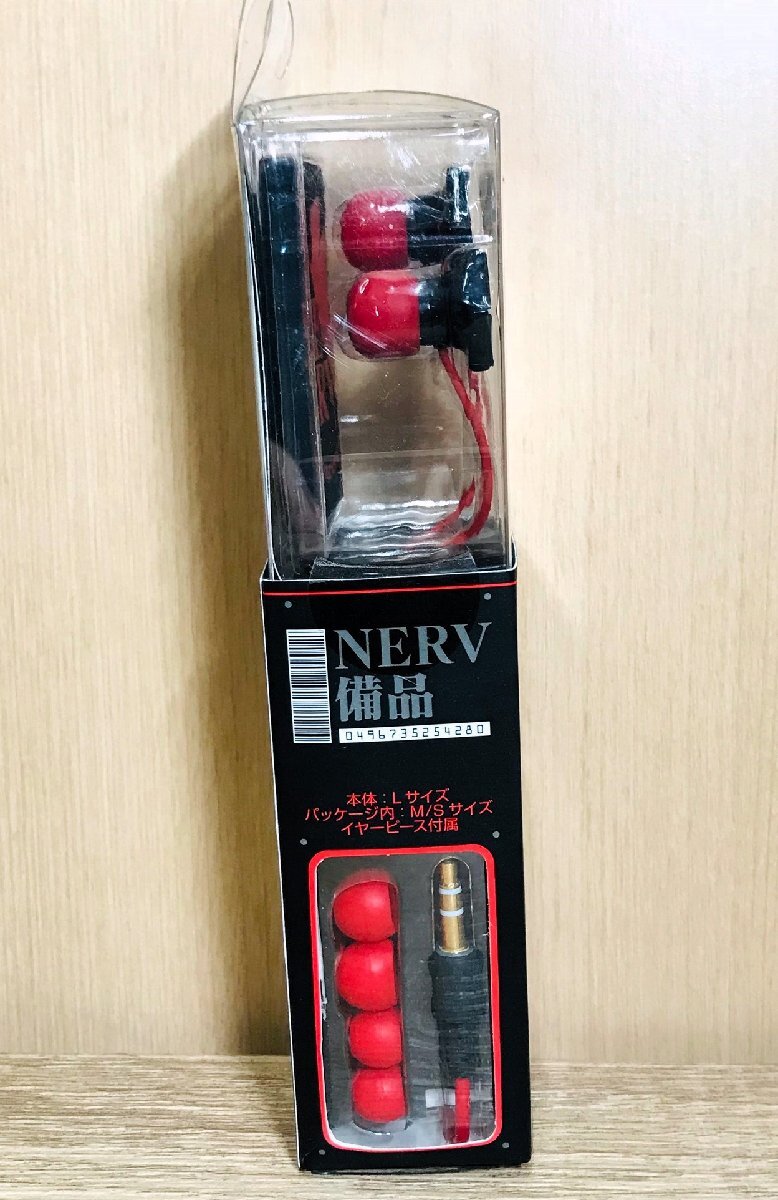 NERV
備品
0496735254280
本体：Lサイズ
パッケージ内：M/Sサイズ
イヤーピース付属